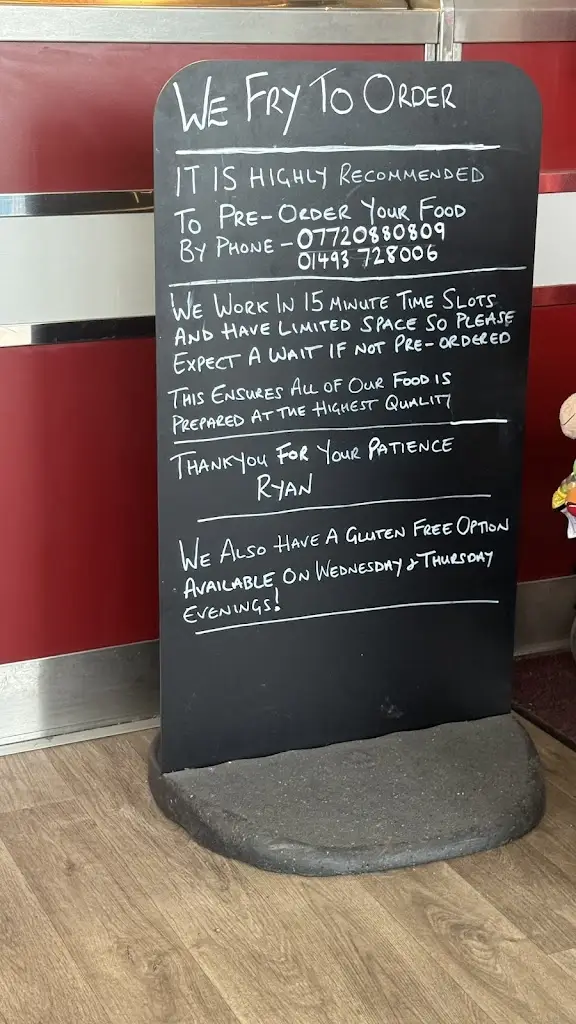 WE FRY TO ORDER
IT IS HIGHLY RECOMMENDED
TO PRE-ORDER YOUR FOOD
BY PHONE - 07720880809
01493 728006
WE WORK IN 15 MINUTE TIME SLOTS
AND HAVE LIMITED SPACE SO PLEASE
EXPECT A WAIT IF NOT PRE-ORDERED
THIS ENSURES ALL OF OUR FOOD IS
PREPARED AT THE HIGHEST QUALITY
THANKYOU FOR YOUR PATIENCE
RYAN
WE ALSO HAVE A GLUTEN FREE OPTION
AVAILABLE ON WEDNESDAY & THURSDAY
EVENINGS!